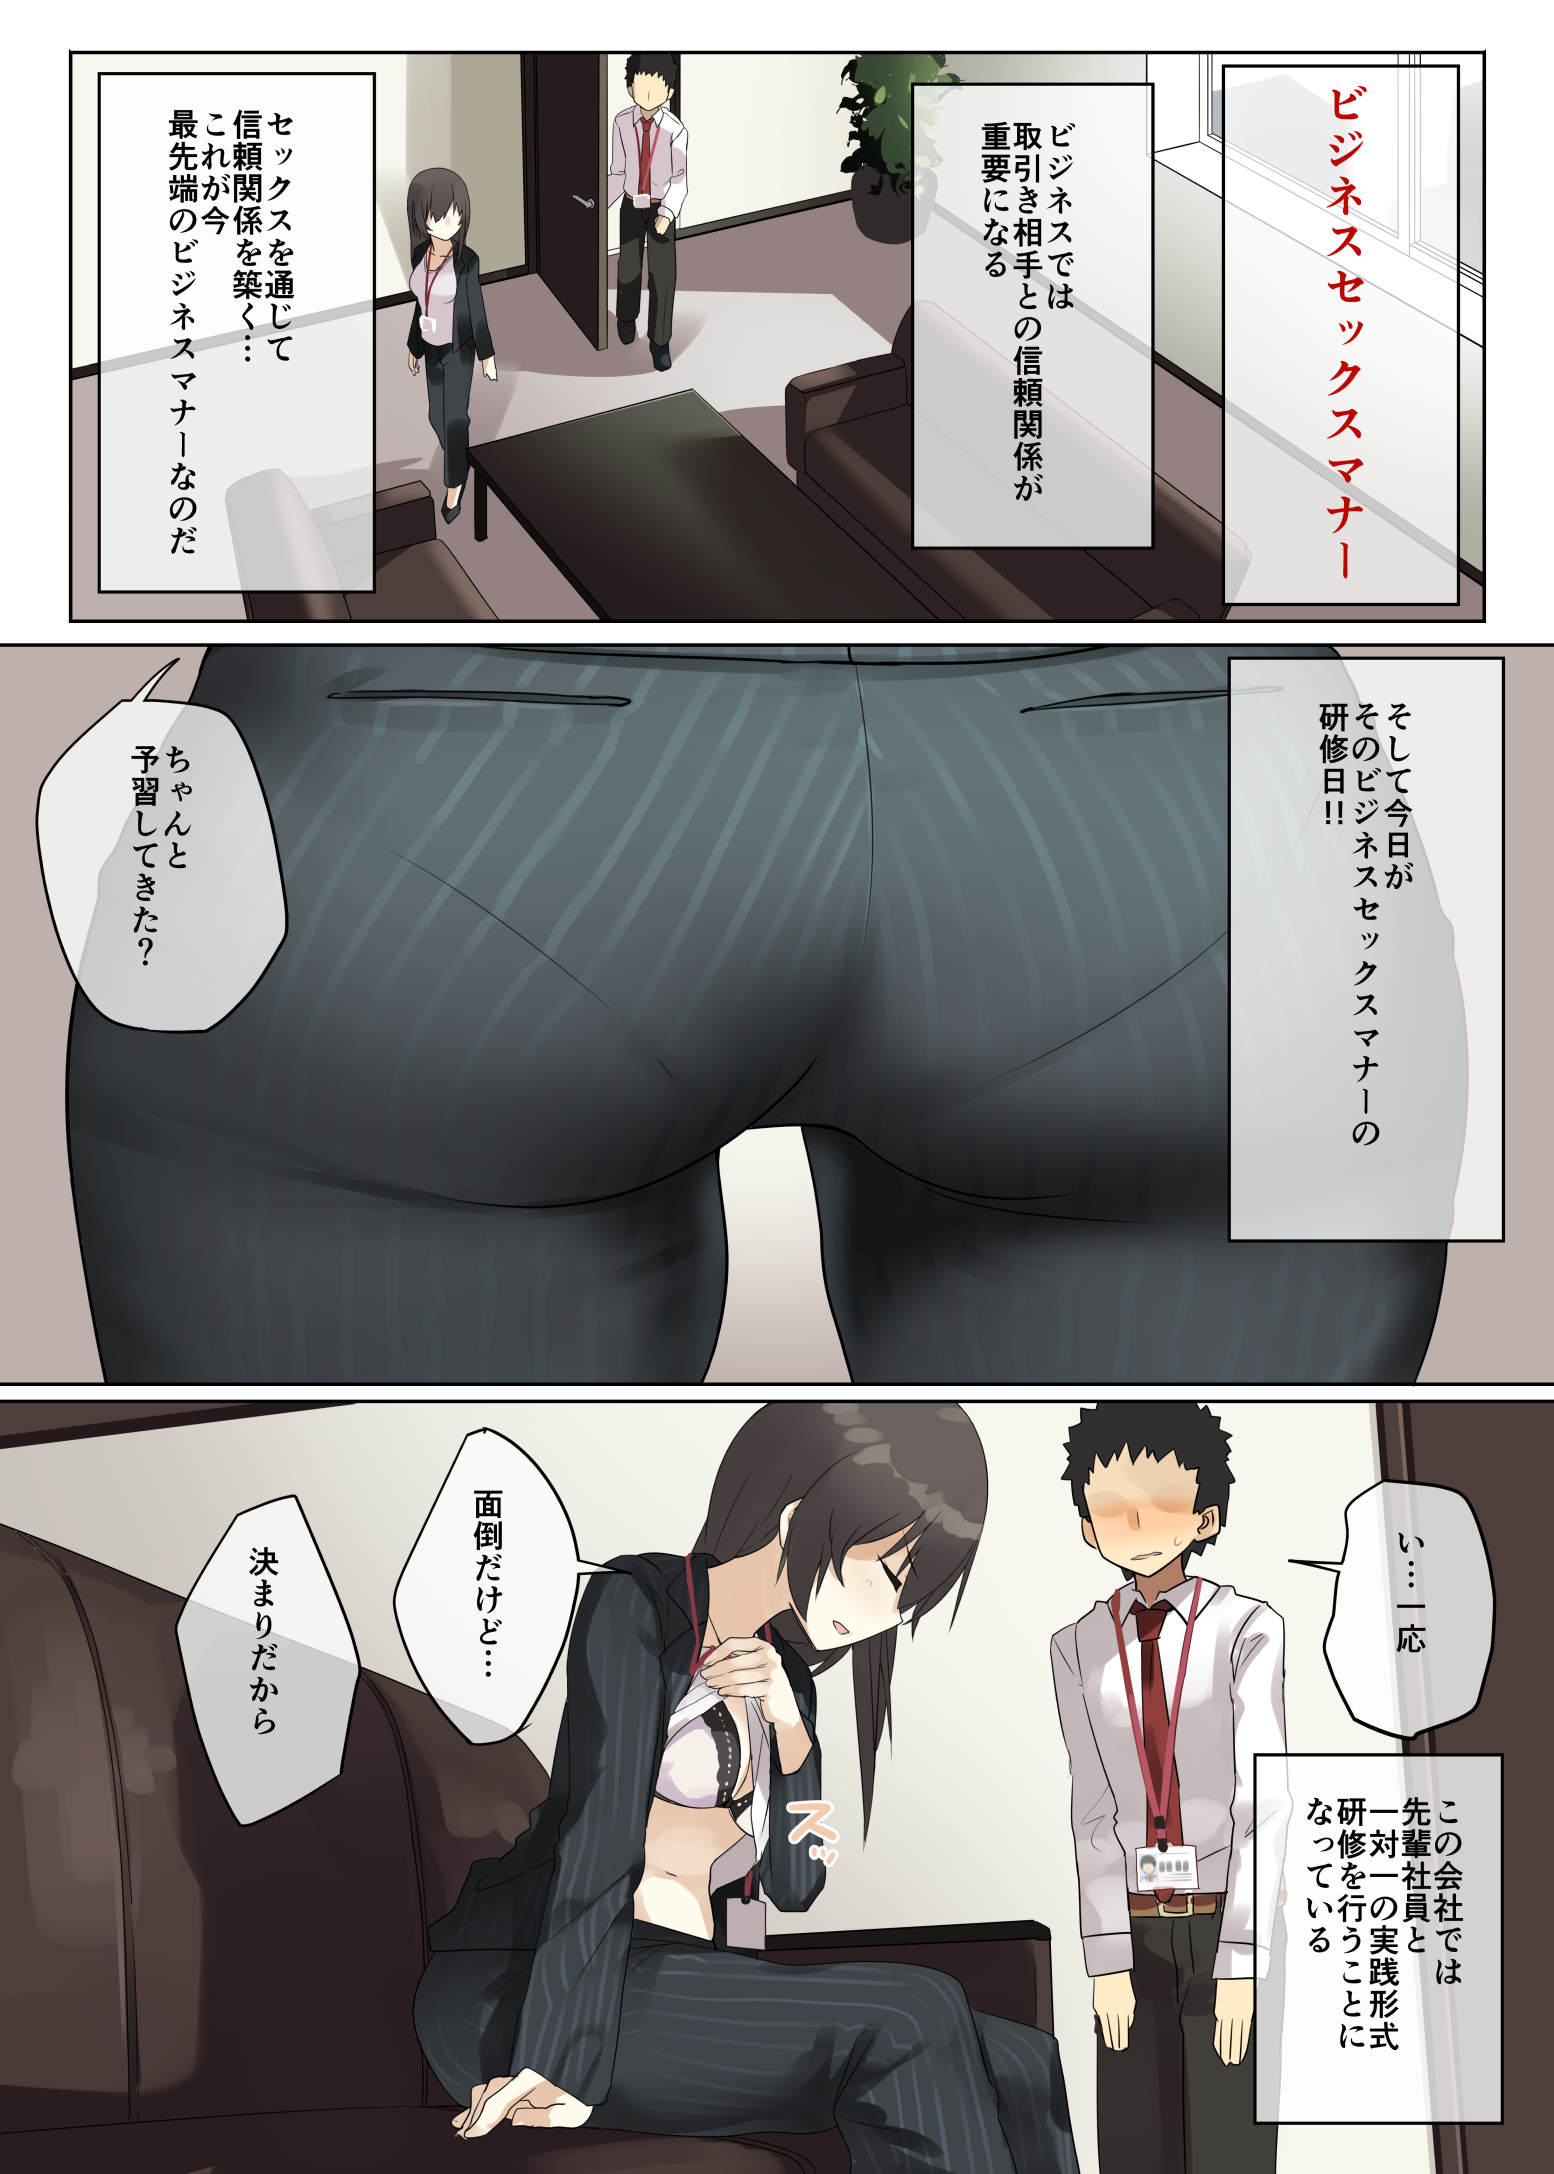 ビジネスセックスマナー
ビジネスでは
取引き相手との信頼関係が
重要になる
セックスを通じて
信頼関係を築く…
これが今
最先端のビジネスマナーなのだ
そして今日が
そのビジネスセックスマナーの
研修日!!
ちゃんと
予習してきた?
い…一応
この会社では
先輩社員と
一対一の実践形式
研修を行うことに
なっている
面倒だけど…
決まりだから
スッ